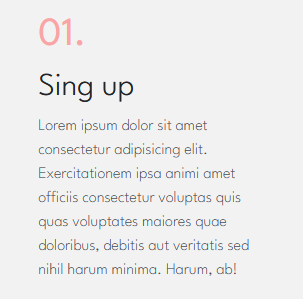 01.
Sing up
Lorem ipsum dolor sit amet
consectetur adipisicing elit.
Exercitationem ipsa animi amet
officiis consectetur voluptas quis
quas voluptates maiores quae
doloribus, debitis aut veritatis sed
nihil harum minima. Harum, ab!